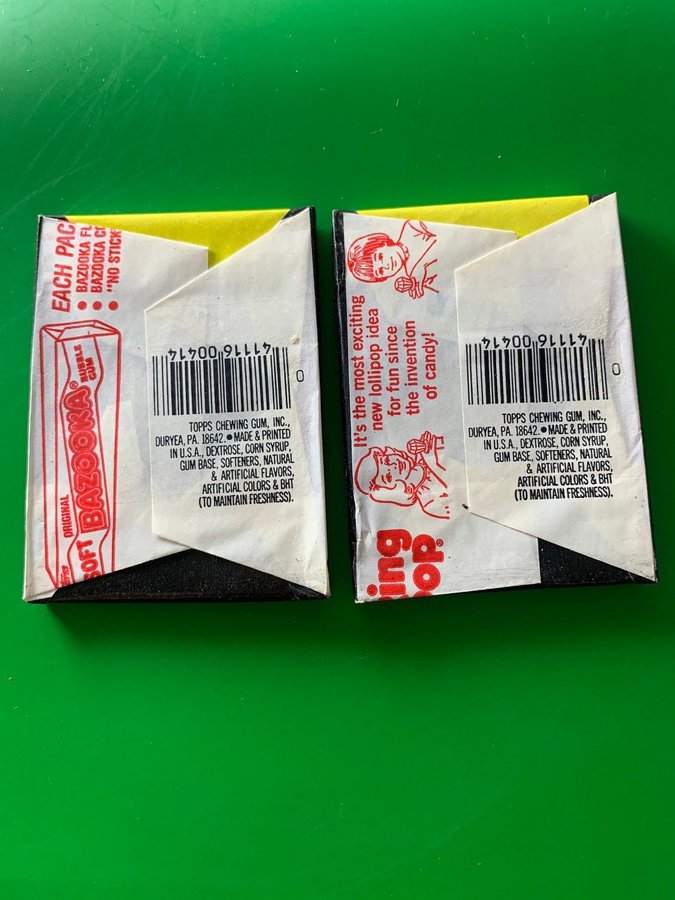 EACH PAC
● BAZOOKA FL
● BAZOOKA C
● "NO STICK
ORIGINAL
SOFT BAZOOKA®
BUBBLE
GUM
41116 00414
0
TOPPS CHEWING GUM, INC.,
DURYEA, PA. 18642.●MADE & PRINTED
IN U.S.A., DEXTROSE, CORN SYRUP,
GUM BASE, SOFTENERS, NATURAL
& ARTIFICIAL FLAVORS,
ARTIFICIAL COLORS & BHT
(TO MAINTAIN FRESHNESS).
It's the most exciting
new lollipop idea
for fun since
the invention
of candy!
ing
op®
41116 00414
0
TOPPS CHEWING GUM, INC.,
DURYEA, PA. 18642.●MADE & PRINTED
IN U.S.A., DEXTROSE, CORN SYRUP,
GUM BASE, SOFTENERS, NATURAL
& ARTIFICIAL FLAVORS,
ARTIFICIAL COLORS & BHT
(TO MAINTAIN FRESHNESS).